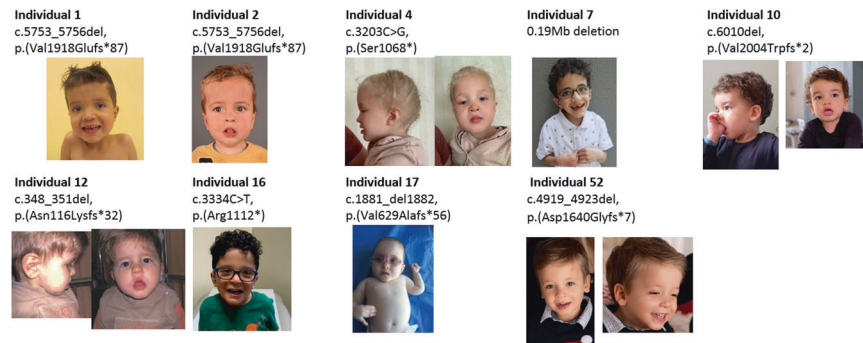 Individual 1
c.5753_5756del,
p.(Val1918Glufs*87)
Individual 2
c.5753_5756del,
p.(Val1918Glufs*87)
Individual 4
c.3203C>G,
p.(Ser1068*)
Individual 7
0.19Mb deletion
Individual 10
c.6010del,
p.(Val2004Trpfs*2)
Individual 12
c.348_351del,
p.(Asn116Lysfs*32)
Individual 16
c.3334C>T,
p.(Arg1112*)
Individual 17
c.1881_del1882,
p.(Val629Alafs*56)
Individual 52
c.4919_4923del,
p.(Asp1640Glyfs*7)